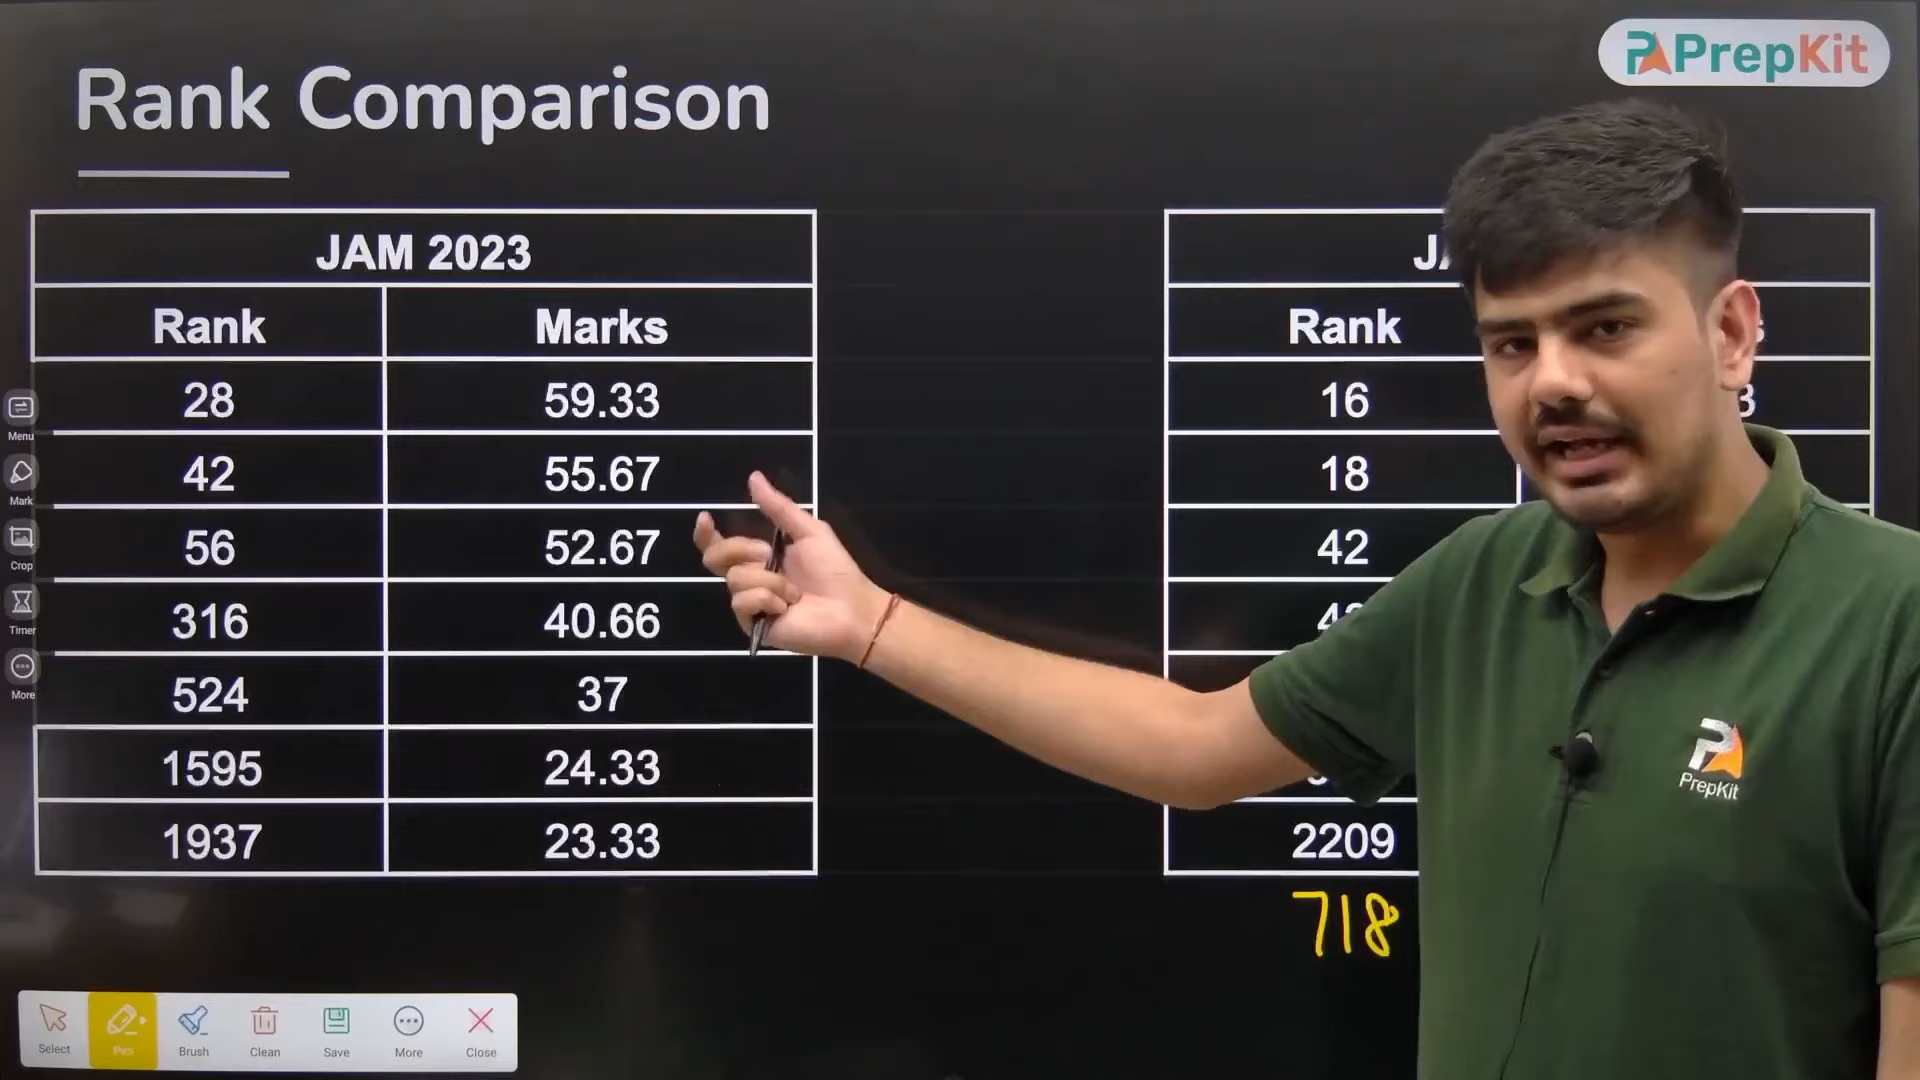 PrepKit
Rank Comparison
JAM 2023
Rank Marks
28 59.33
42 55.67
56 52.67
316 40.66
524 37
1595 24.33
1937 23.33
Rank
16
18
42
2209
718
Menu
Mark
Crop
Timer
More
Select
Pen
Brush
Clean
Save
More
Close
PrepKit